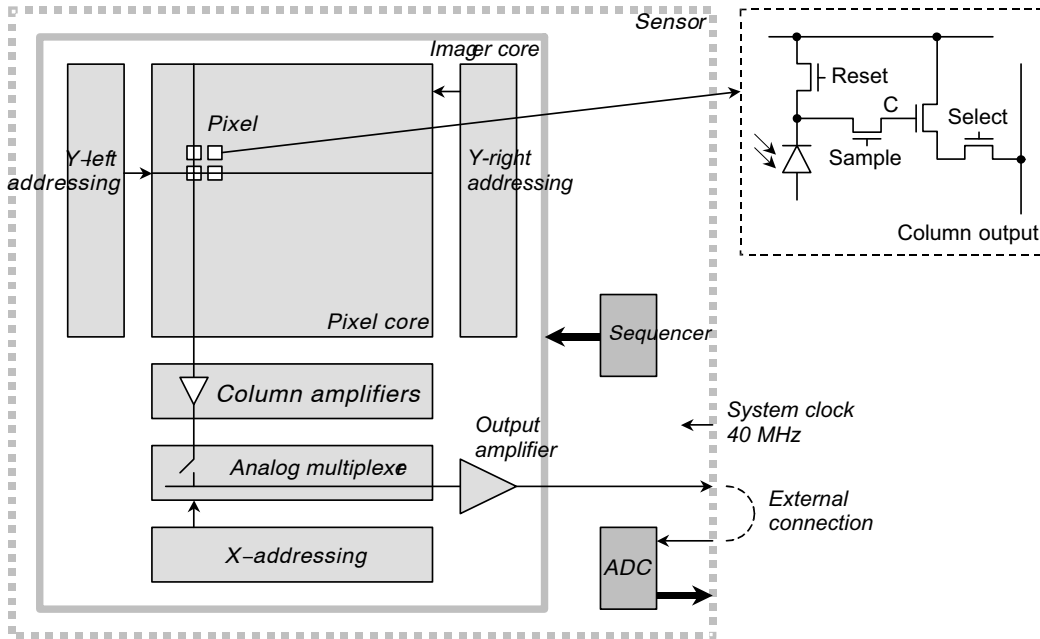 Sensor
Imager core
Reset
C
Select
Sample
Column output
Pixel
Y-left
addressing
Y-right
addressing
Pixel core
Sequencer
Column amplifiers
System clock
40 MHz
Output
amplifier
Analog multiplexer
External
connection
X-addressing
ADC